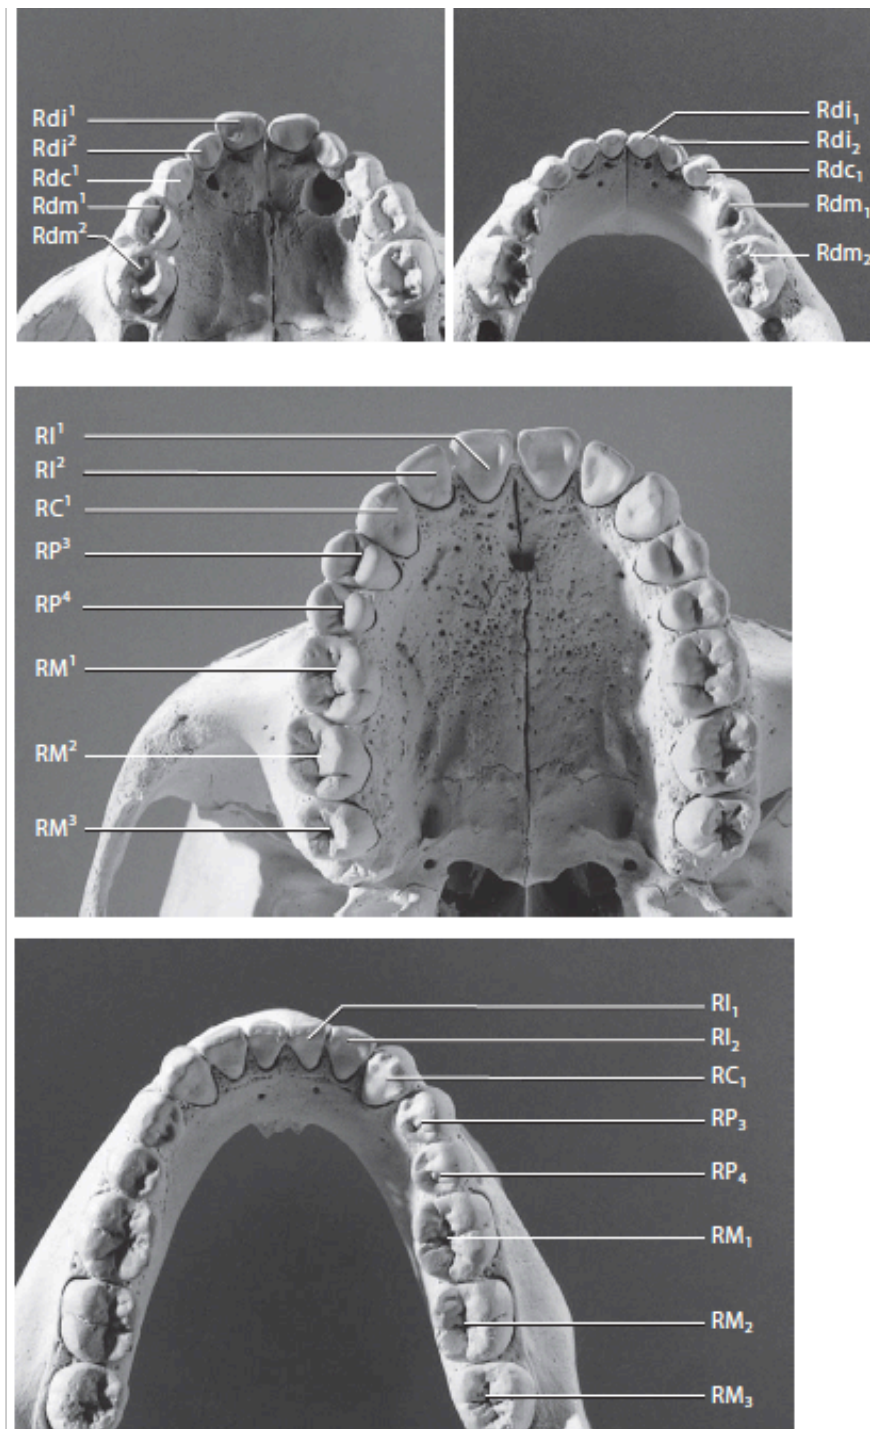 Rdi¹
Rdi²
Rdc¹
Rdm¹
Rdm²
Rdi₁
Rdi₂
Rdc₁
Rdm₁
Rdm₂
RI¹
RI²
RC¹
RP³
RP⁴
RM¹
RM²
RM³
RI₁
RI₂
RC₁
RP₃
RP₄
RM₁
RM₂
RM₃